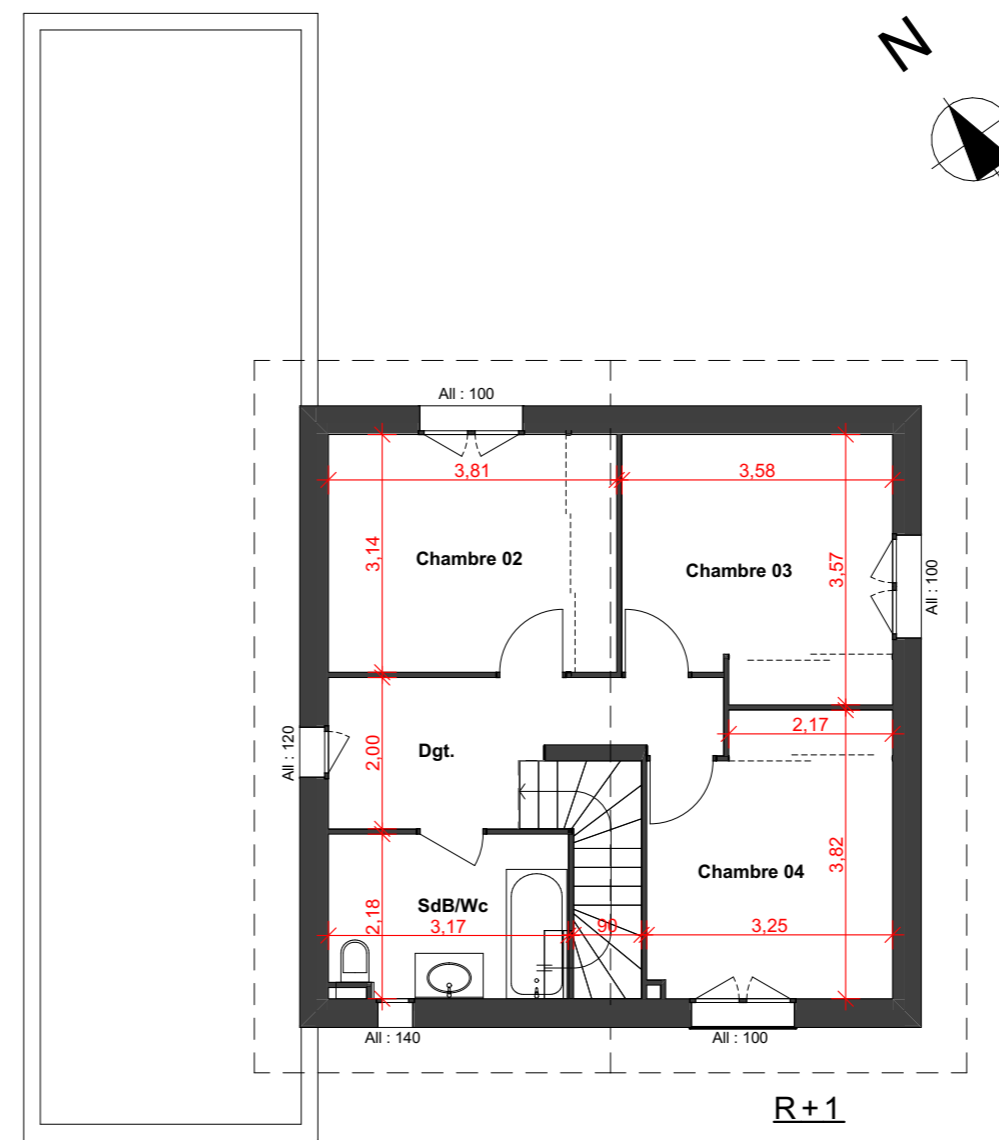 N
All : 100
3,81
3,58
3,14
Chambre 02
Chambre 03
3,57
All : 100
2,17
All : 120
2,00
Dgt.
3,82
Chambre 04
SdB/Wc
2,18
3,17
90
3,25
All : 140
All : 100
R+1